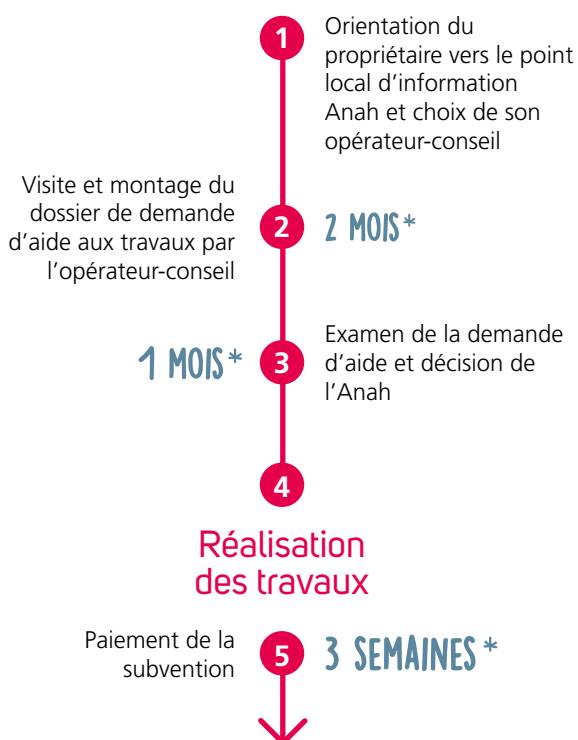 1
Orientation du
propriétaire vers le point
local d’information
Anah et choix de son
opérateur-conseil
Visite et montage du
dossier de demande
d’aide aux travaux par
l’opérateur-conseil
2
2 MOIS*
1 MOIS*
3
Examen de la demande
d’aide et décision de
l’Anah
4
Réalisation
des travaux
Paiement de la
subvention
5
3 SEMAINES*